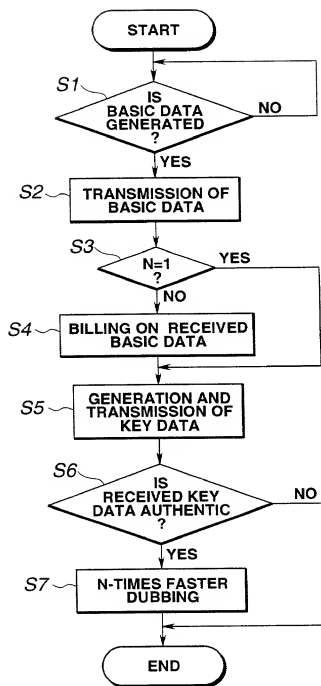 START
S1
IS
BASIC DATA
GENERATED
?
NO
YES
S2
TRANSMISSION OF
BASIC DATA
S3
N=1
?
YES
NO
S4
BILLING ON RECEIVED
BASIC DATA
S5
GENERATION AND
TRANSMISSION OF
KEY DATA
S6
IS
RECEIVED KEY
DATA AUTHENTIC
?
NO
YES
S7
N-TIMES FASTER
DUBBING
END